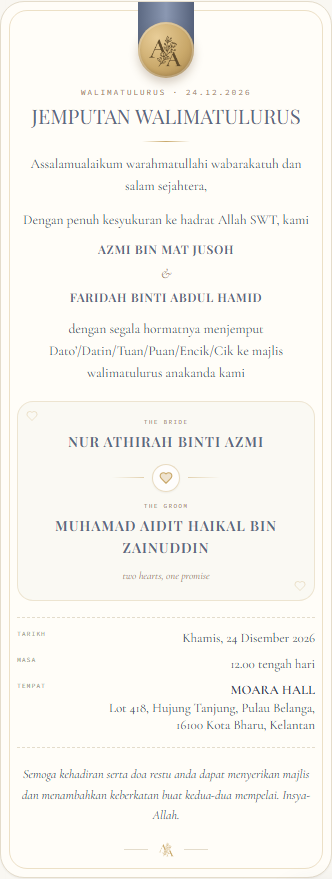 AA
WALIMATULURUS · 24.12.2026
JEMPUTAN WALIMATULURUS
Assalamualaikum warahmatullahi wabarakatuh dan
salam sejahtera,
Dengan penuh kesyukuran ke hadrat Allah SWT, kami
AZMI BIN MAT JUSOH
&
FARIDAH BINTI ABDUL HAMID
dengan segala hormatnya menjemput
Dato'/Datin/Tuan/Puan/Encik/Cik ke majlis
walimatulurus anakanda kami
THE BRIDE
NUR ATHIRAH BINTI AZMI
THE GROOM
MUHAMAD AIDIT HAIKAL BIN
ZAINUDDIN
two hearts, one promise
TARIKH Khamis, 24 Disember 2026
MASA 12.00 tengah hari
TEMPAT MOARA HALL
Lot 418, Hujung Tanjung, Pulau Belanga,
16100 Kota Bharu, Kelantan
Semoga kehadiran serta doa restu anda dapat menyerikan majlis
dan menambahkan keberkatan buat kedua-dua mempelai. Insya-
Allah.
AA